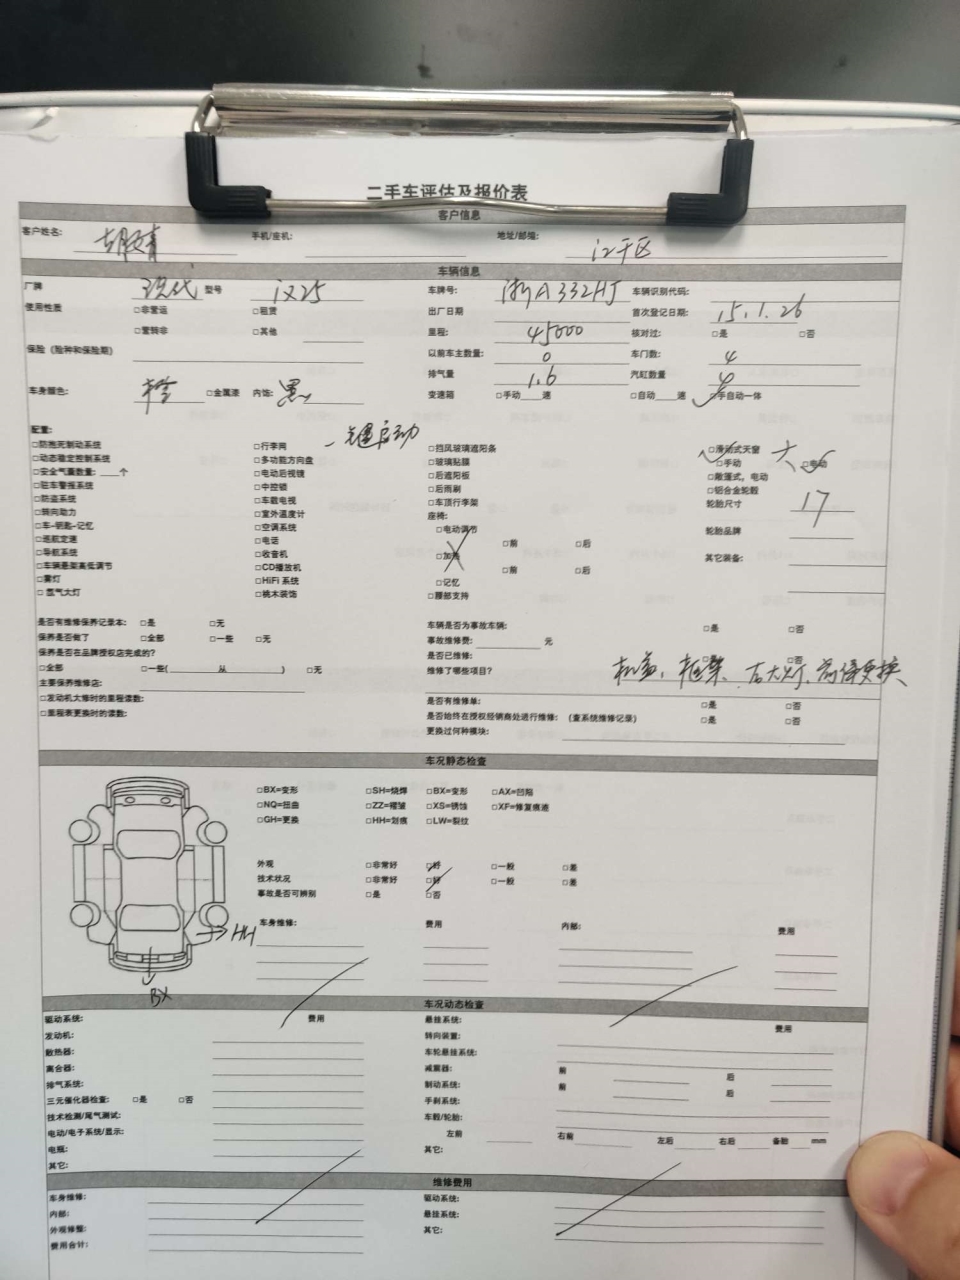 二手车评估及报价表
客户信息
客户姓名: 手机/座机: 地址/邮编: 江干区
车辆信息
厂牌 现代 型号 ix25 车牌号: 浙A332HJ 车辆识别代码:
使用性质 □非营运 □租赁 出厂日期 首次登记日期: 15.1.26
□营转非 □其他 里程: 45000 核对过: □是 □否
保险（险种和保险期） 以前车主数量: 0 车门数: 4
排气量 1.6 汽缸数量 4
车身颜色: 橙 □金属漆 内饰: 黑 变速箱 □手动 速 □自动 速 □手自动一体
配置: 一键启动
□防抱死制动系统 □行李网 □挡风玻璃遮阳条 □滑动式天窗 大
□动态稳定控制系统 □多功能方向盘 □玻璃贴膜 □手动 □电动
□安全气囊数量: 个 □电动后视镜 □后遮阳板 □敞篷式，电动
□驻车警报系统 □中控锁 □后雨刷 □铝合金轮毂
□防盗系统 □车载电视 □车顶行李架 轮胎尺寸 17
□转向助力 □室外温度计 座椅:
□车–钥匙–记忆 □空调系统 □电动调节 轮胎品牌
□巡航定速 □电话 □前 □后
□导航系统 □收音机 □加热 其它装备:
□车辆悬架高低调节 □CD播放机 □前 □后
□雾灯 □HiFi 系统 □记忆
□氙气大灯 □桃木装饰 □腰部支持
是否有维修保养记录本: □是 □无 车辆是否为事故车辆: □是 □否
保养是否做了 □全部 □一些 □无 事故维修费: 元
保养是否在品牌授权店完成的? 是否已维修: □是 □否
□全部 □一些( 从 ) □无 维修了哪些项目? 机盖、框架、右大灯、前保更换
主要保养维修店:
□发动机大修时的里程读数: 是否有维修单: □是 □否
□里程表更换时的读数: 是否始终在授权经销商处进行维修: （查系统维修记录） □是 □否
更换过何种模块:
车况静态检查
□BX=变形 □SH=烧焊 □BX=变形 □AX=凹陷
□NQ=扭曲 □ZZ=褶皱 □XS=锈蚀 □XF=修复痕迹
□GH=更换 □HH=划痕 □LW=裂纹
外观 □非常好 □好 □一般 □差
技术状况 □非常好 □好 □一般 □差
事故是否可辨别 □是 □否
HH 车身维修: 费用 内部: 费用
BX
车况动态检查
驱动系统: 费用 悬挂系统: 费用
发动机: 转向装置:
散热器: 车轮悬挂系统:
离合器: 减震器: 前 后
排气系统: 制动系统: 前 后
三元催化器检查: □是 □否 手刹系统:
技术检测/尾气测试: 车毂/轮胎:
电动/电子系统/显示: 左前 右前 左后 右后 备胎 mm
电瓶: 其它:
其它:
维修费用
车身维修: 驱动系统:
内部: 悬挂系统:
外观修整: 其它:
费用合计: